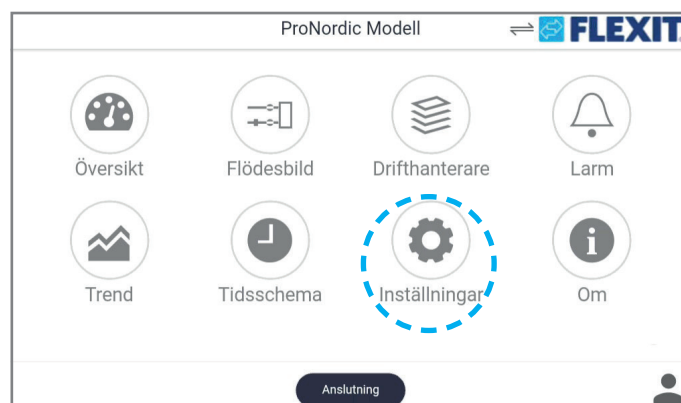 ProNordic Modell
FLEXIT
Översikt
Flödesbild
Drifthanterare
Larm
Trend
Tidsschema
Inställningar
Om
Anslutning